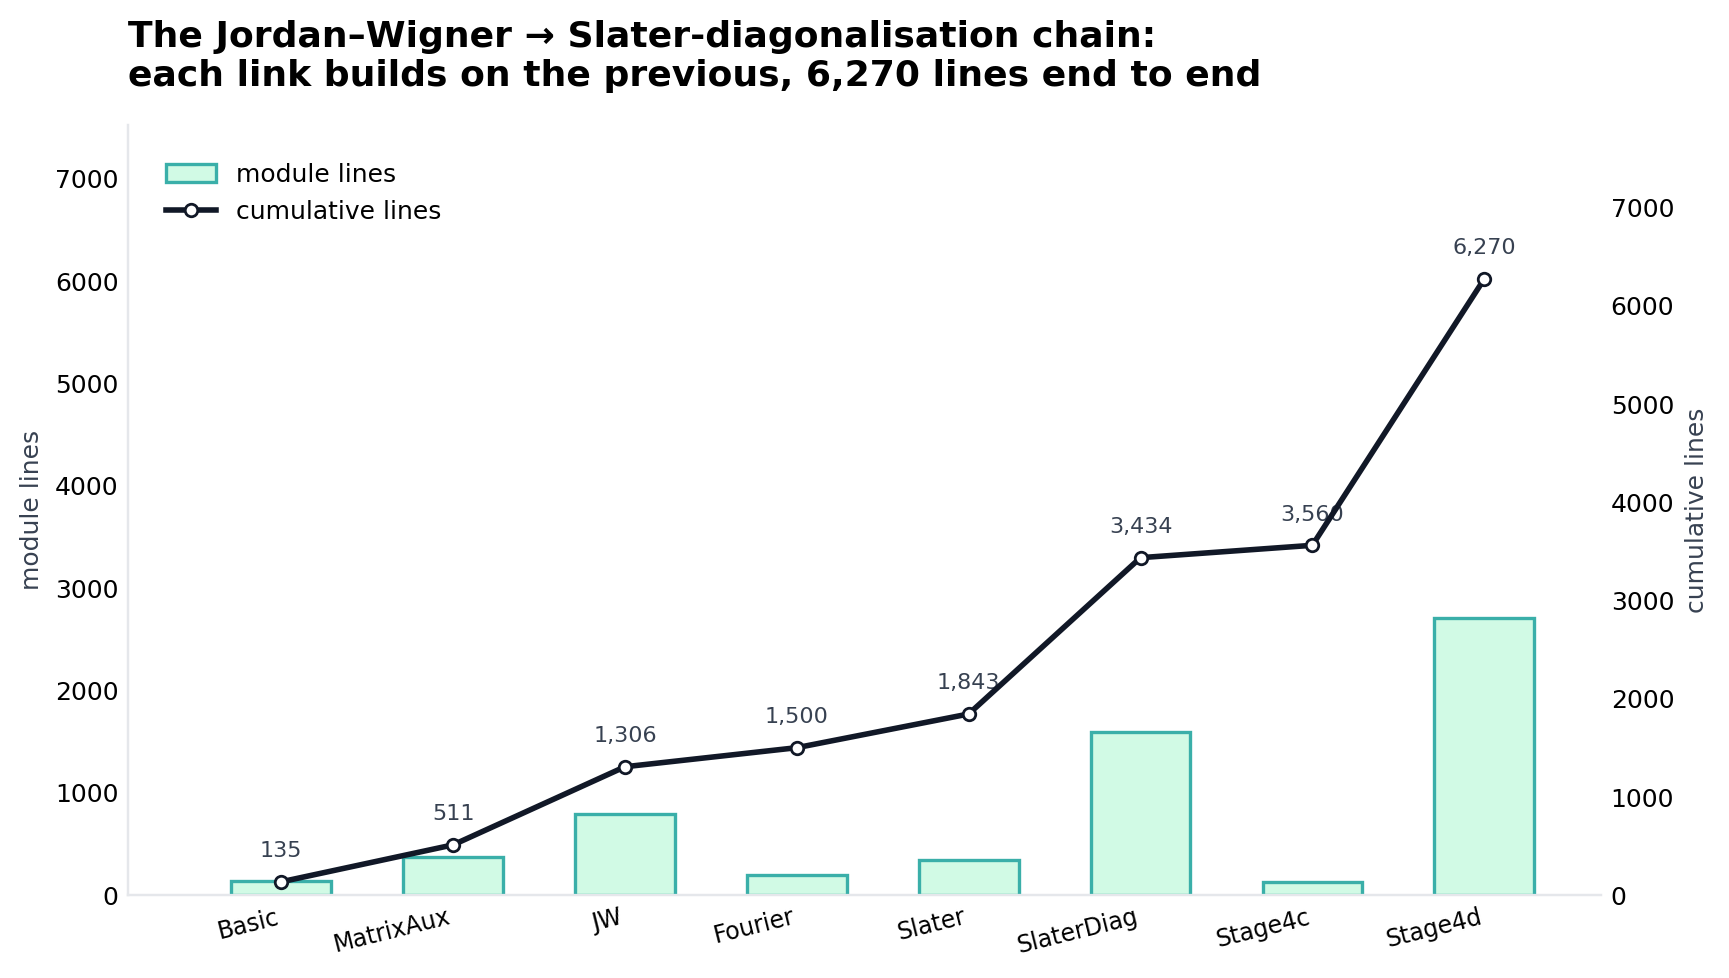 The Jordan–Wigner → Slater-diagonalisation chain:
each link builds on the previous, 6,270 lines end to end
module lines
cumulative lines
7000
6000
5000
4000
3000
2000
1000
0
module lines
7000
6000
5000
4000
3000
2000
1000
0
cumulative lines
135
511
1,306
1,500
1,843
3,434
3,560
6,270
Basic
MatrixAux
JW
Fourier
Slater
SlaterDiag
Stage4c
Stage4d